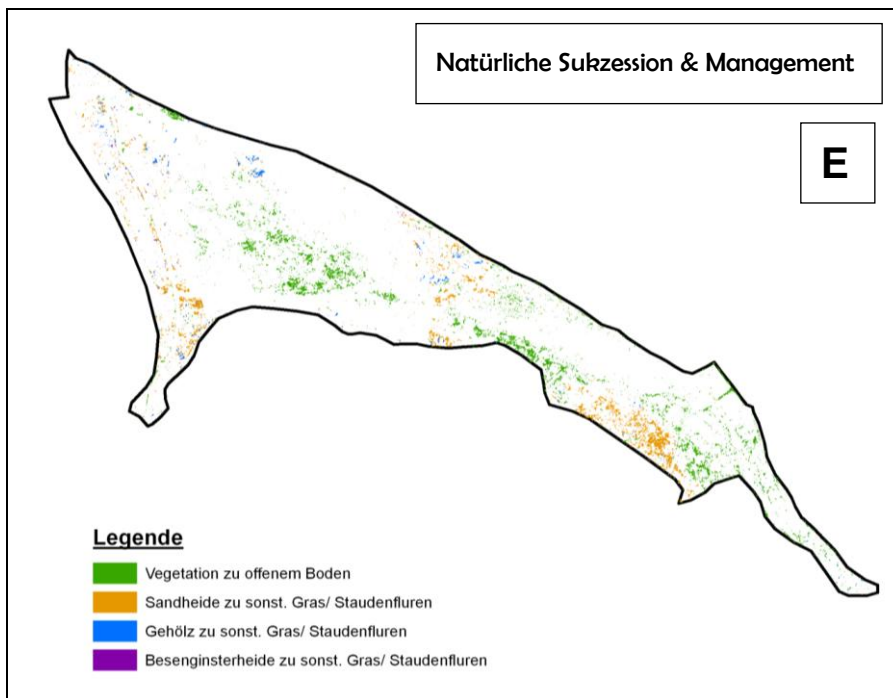 Natürliche Sukzession & Management
E
Legende
Vegetation zu offenem Boden
Sandheide zu sonst. Gras/ Staudenfluren
Gehölz zu sonst. Gras/ Staudenfluren
Besenginsterheide zu sonst. Gras/ Staudenfluren